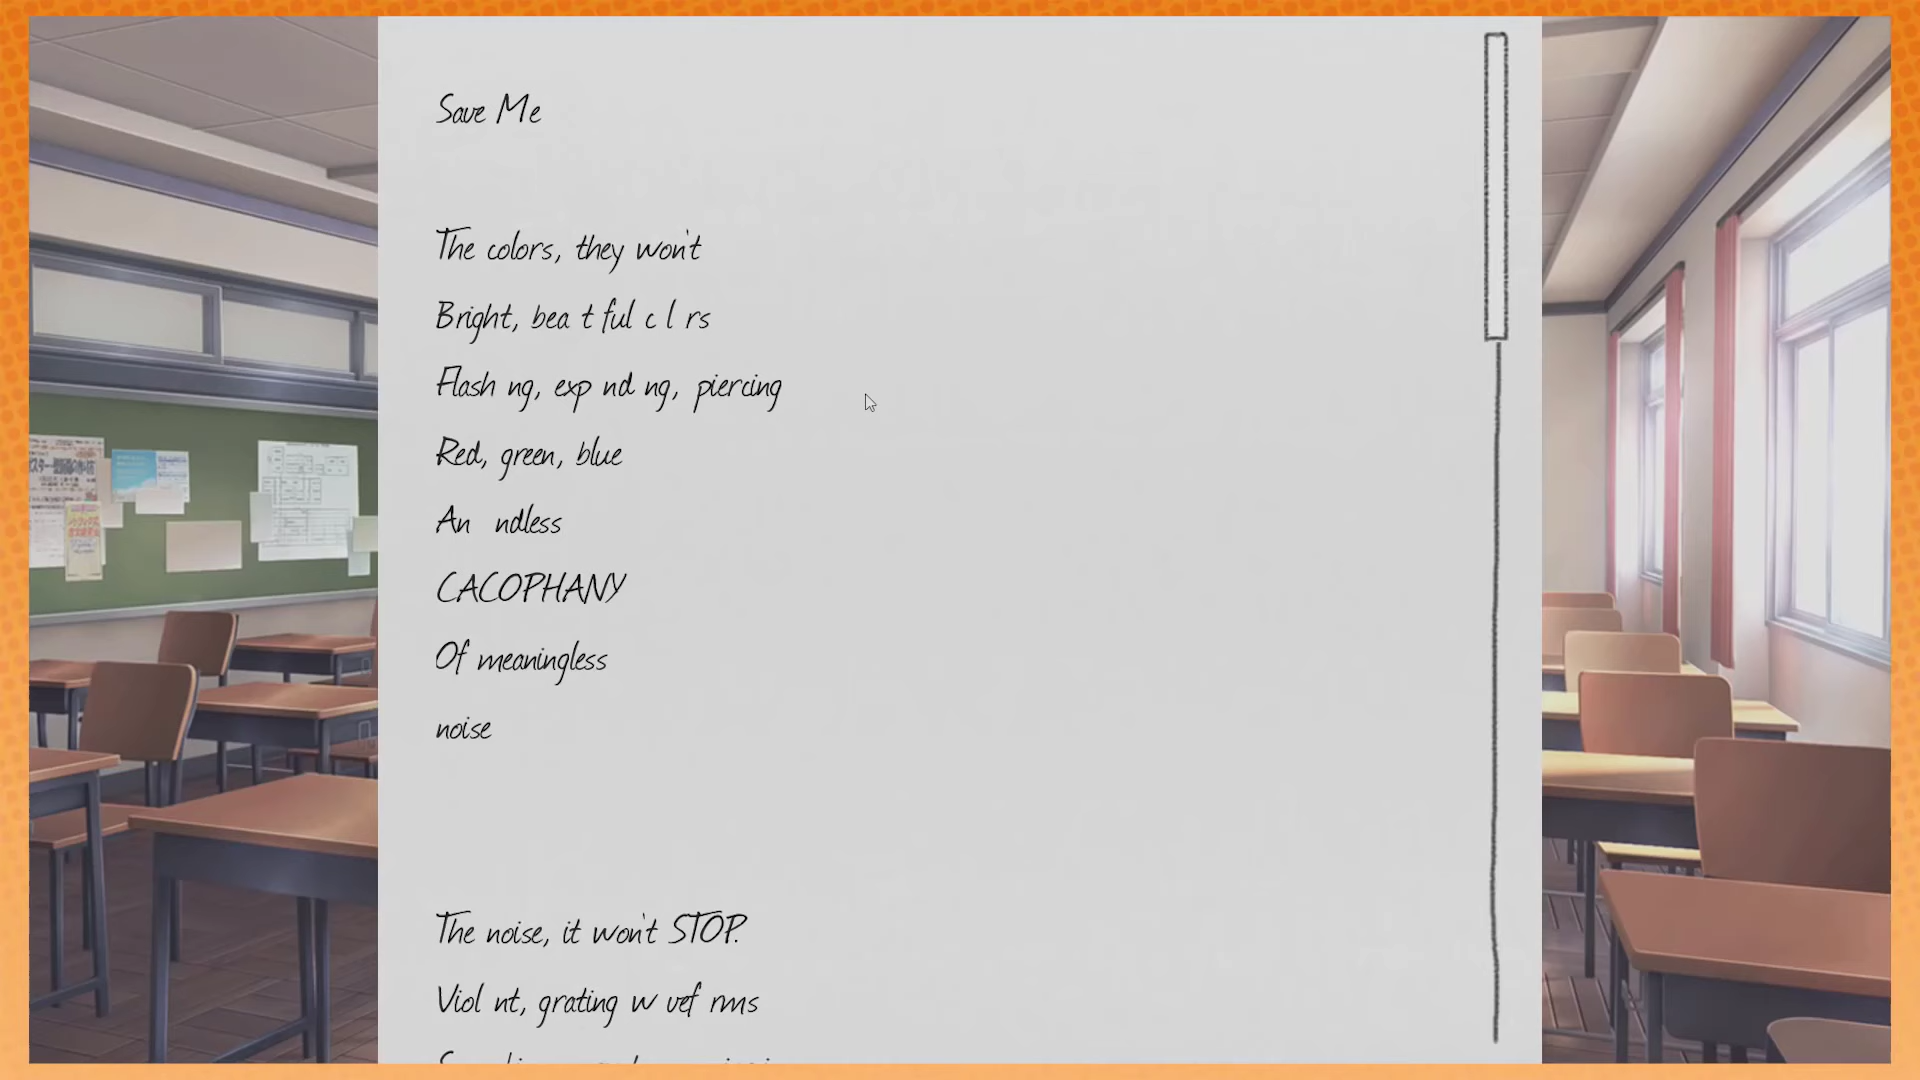 Save Me
The colors, they won't
Bright, bea t ful c l rs
Flash ng, exp nd ng, piercing
Red, green, blue
An  ndless
CACOPHANY
Of meaningless
noise
The noise, it won't STOP.
Viol nt, grating w vef rms